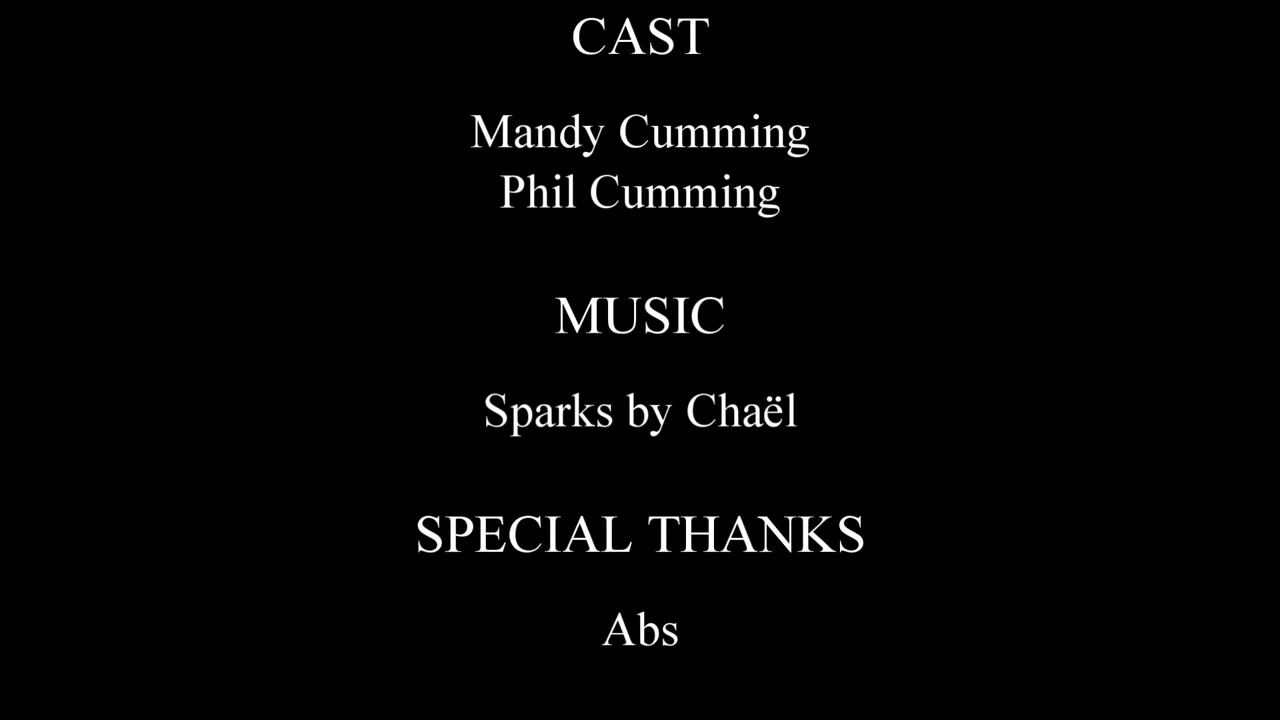 CAST
Mandy Cumming
Phil Cumming
MUSIC
Sparks by Chaël
SPECIAL THANKS
Abs